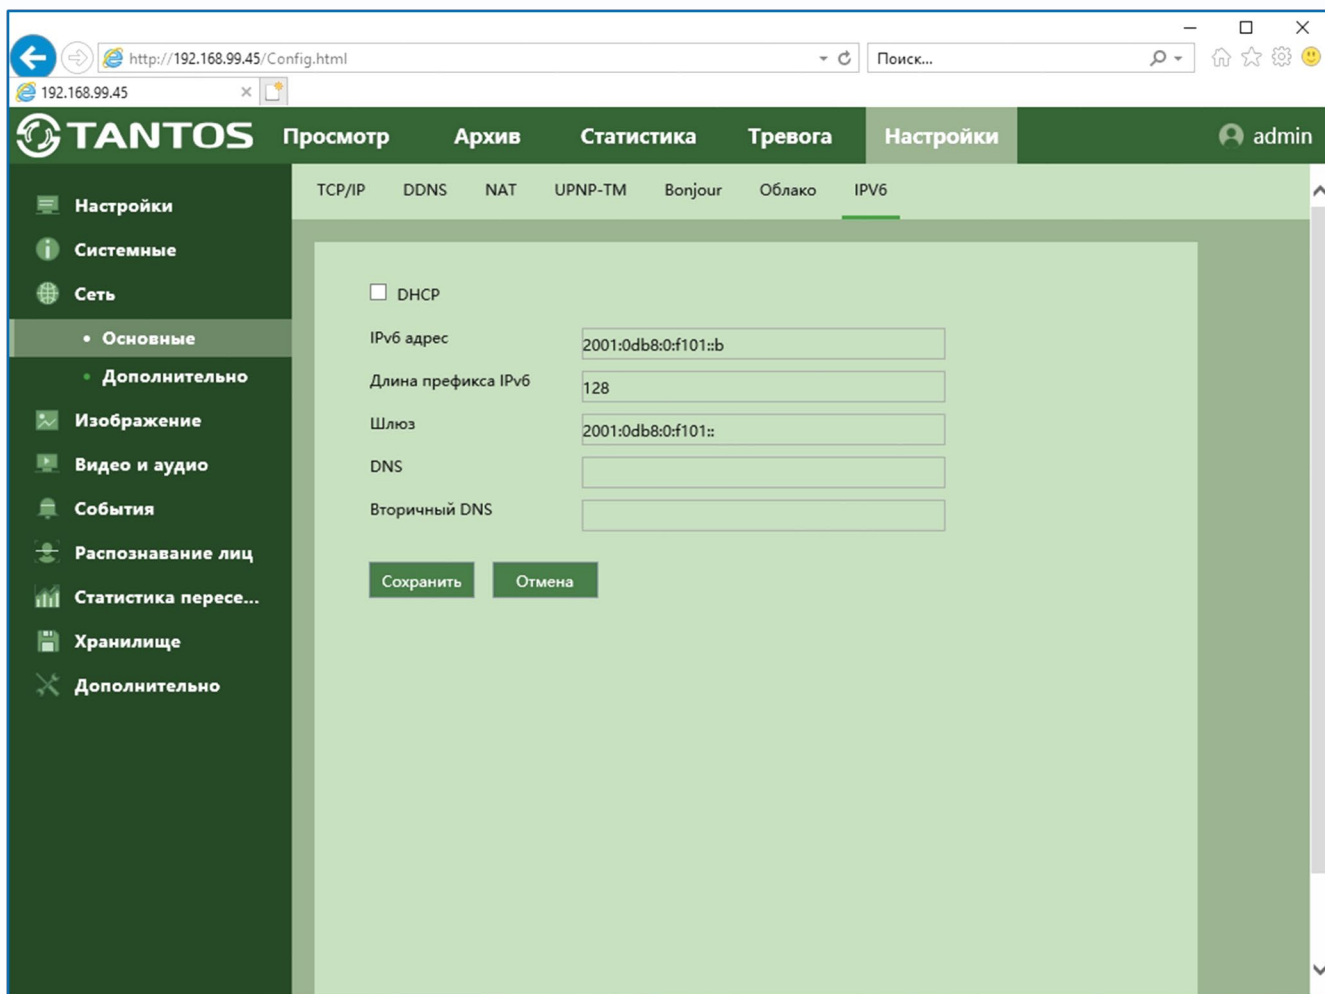 http://192.168.99.45/Config.html
Поиск...
192.168.99.45
TANTOS Просмотр Архив Статистика Тревога Настройки admin
TCP/IP DDNS NAT UPNP-TM Bonjour Облако IPV6
Настройки
Системные
Сеть
Основные
Дополнительно
Изображение
Видео и аудио
События
Распознавание лиц
Статистика пересе...
Хранилище
Дополнительно
DHCP
IPv6 адрес 2001:0db8:0:f101::b
Длина префикса IPv6 128
Шлюз 2001:0db8:0:f101::
DNS
Вторичный DNS
Сохранить Отмена